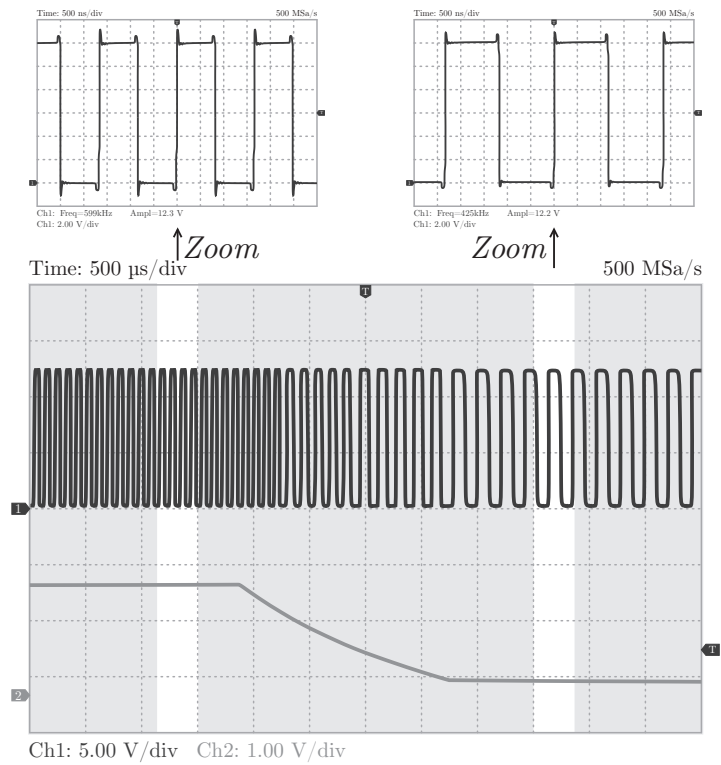 Time: 500 ns/div 500 MSa/s
Ch1: Freq=599kHz Ampl=12.3 V
Ch1: 2.00 V/div
Time: 500 ns/div 500 MSa/s
Ch1: Freq=425kHz Ampl=12.2 V
Ch1: 2.00 V/div
Zoom
Zoom
Time: 500 µs/div 500 MSa/s
T
1
T
2
Ch1: 5.00 V/div Ch2: 1.00 V/div